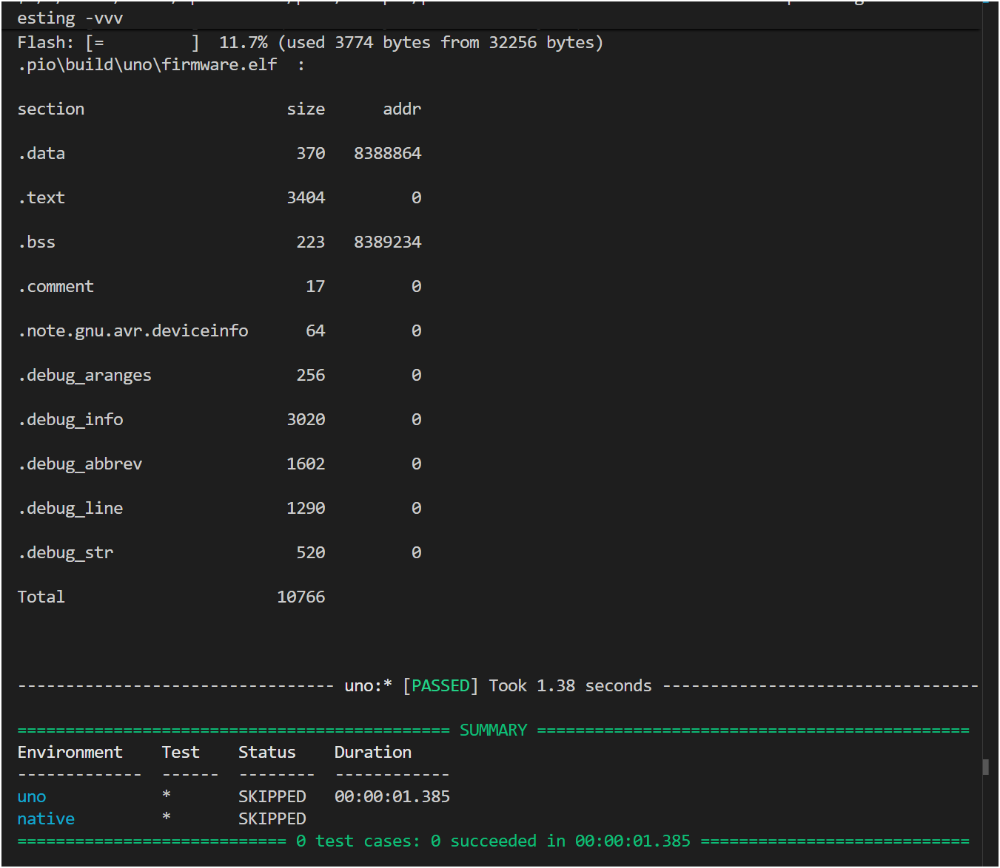 esting -vvv
Flash: [=         ]  11.7% (used 3774 bytes from 32256 bytes)
.pio\build\uno\firmware.elf  :
section                     size      addr
.data                        370   8388864
.text                       3404         0
.bss                         223   8389234
.comment                      17         0
.note.gnu.avr.deviceinfo      64         0
.debug_aranges               256         0
.debug_info                 3020         0
.debug_abbrev               1602         0
.debug_line                 1290         0
.debug_str                   520         0
Total                      10766
--------------------------------- uno:* [PASSED] Took 1.38 seconds ---------------------------------
============================================= SUMMARY =============================================
Environment    Test    Status    Duration
-------------  ------  --------  ------------
uno            *       SKIPPED   00:00:01.385
native         *       SKIPPED
============================ 0 test cases: 0 succeeded in 00:00:01.385 ============================